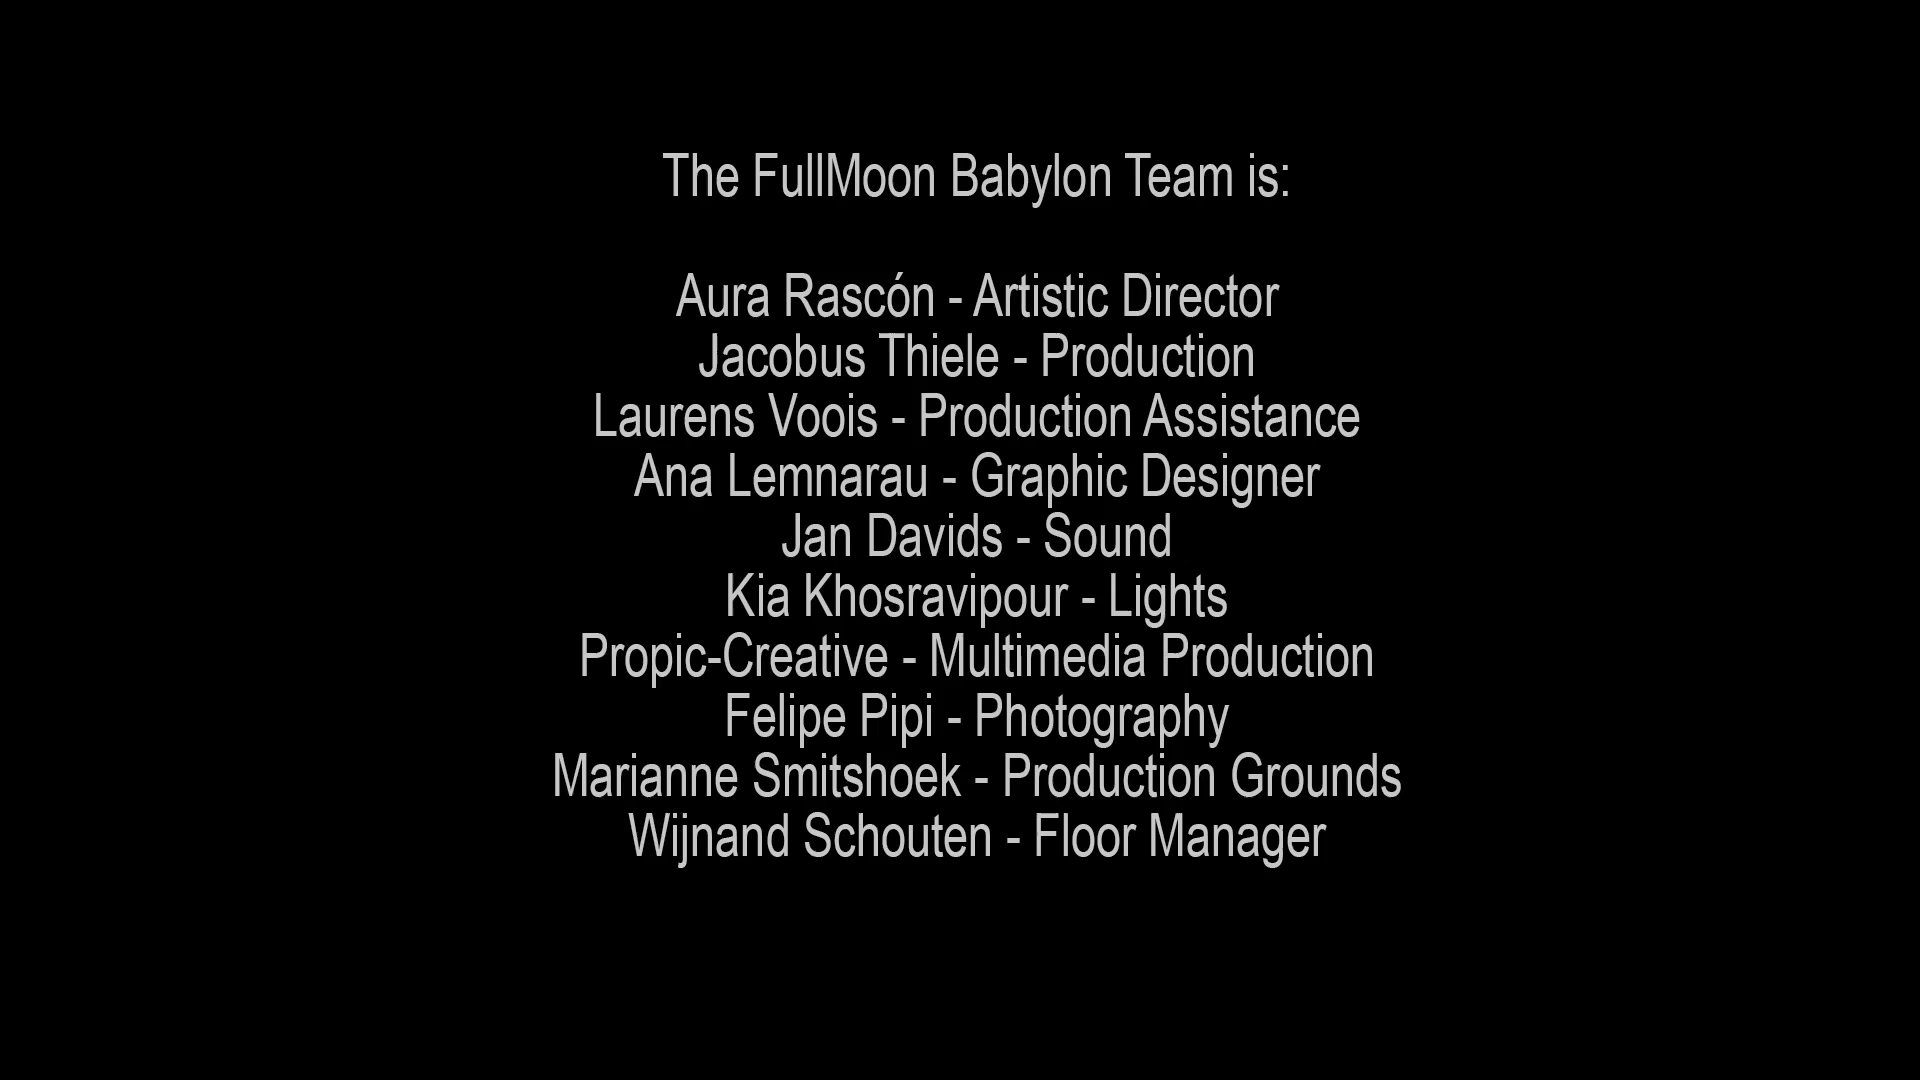 The FullMoon Babylon Team is:
Aura Rascón - Artistic Director
Jacobus Thiele - Production
Laurens Voois - Production Assistance
Ana Lemnarau - Graphic Designer
Jan Davids - Sound
Kia Khosravipour - Lights
Propic-Creative - Multimedia Production
Felipe Pipi - Photography
Marianne Smitshoek - Production Grounds
Wijnand Schouten - Floor Manager